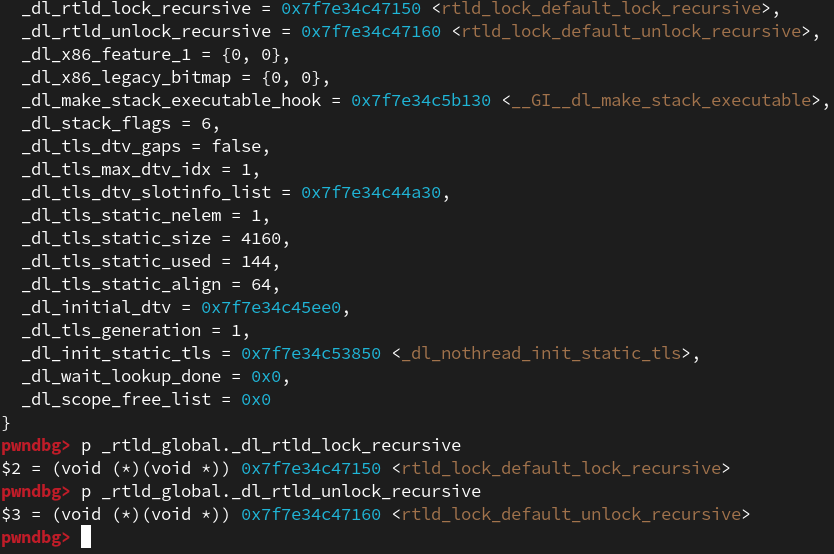 _dl_rtld_lock_recursive = 0x7f7e34c47150 <rtld_lock_default_lock_recursive>,
_dl_rtld_unlock_recursive = 0x7f7e34c47160 <rtld_lock_default_unlock_recursive>,
_dl_x86_feature_1 = {0, 0},
_dl_x86_legacy_bitmap = {0, 0},
_dl_make_stack_executable_hook = 0x7f7e34c5b130 <__GI__dl_make_stack_executable>,
_dl_stack_flags = 6,
_dl_tls_dtv_gaps = false,
_dl_tls_max_dtv_idx = 1,
_dl_tls_dtv_slotinfo_list = 0x7f7e34c44a30,
_dl_tls_static_nelem = 1,
_dl_tls_static_size = 4160,
_dl_tls_static_used = 144,
_dl_tls_static_align = 64,
_dl_initial_dtv = 0x7f7e34c45ee0,
_dl_tls_generation = 1,
_dl_init_static_tls = 0x7f7e34c53850 <_dl_nothread_init_static_tls>,
_dl_wait_lookup_done = 0x0,
_dl_scope_free_list = 0x0
}
pwndbg> p _rtld_global._dl_rtld_lock_recursive
$2 = (void (*)(void *)) 0x7f7e34c47150 <rtld_lock_default_lock_recursive>
pwndbg> p _rtld_global._dl_rtld_unlock_recursive
$3 = (void (*)(void *)) 0x7f7e34c47160 <rtld_lock_default_unlock_recursive>
pwndbg>